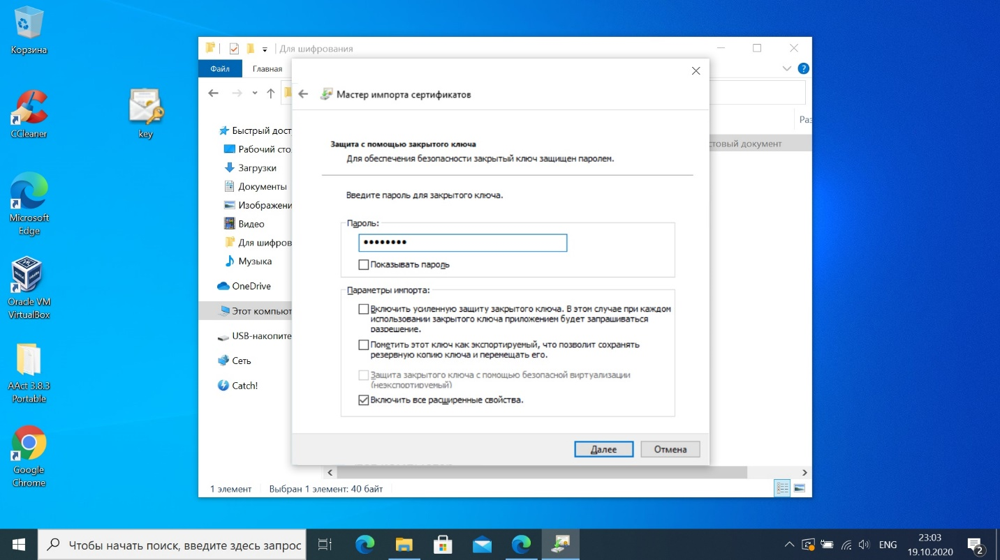 Корзина
CCleaner
key
Microsoft
Edge
Oracle VM
VirtualBox
AAct 3.8.3
Portable
Google
Chrome
Для шифрования
Файл
Главная
?
Раз
стовый документ
Быстрый дост
Рабочий сто
Загрузки
Документы
Изображени
Видео
Для шифров
Музыка
OneDrive
Этот компьют
USB-накопите
Сеть
Catch!
1 элемент
Выбран 1 элемент: 40 байт
Мастер импорта сертификатов
Защита с помощью закрытого ключа
Для обеспечения безопасности закрытый ключ защищен паролем.
Введите пароль для закрытого ключа.
Пароль:
••••••••
Показывать пароль
Параметры импорта:
Включить усиленную защиту закрытого ключа. В этом случае при каждом
использовании закрытого ключа приложением будет запрашиваться
разрешение.
Пометить этот ключ как экспортируемый, что позволит сохранять
резервную копию ключа и перемещать его.
Защита закрытого ключа с помощью безопасной виртуализации
(неэкспортируемый)
Включить все расширенные свойства.
Далее
Отмена
Чтобы начать поиск, введите здесь запрос
ENG
23:03
19.10.2020
2